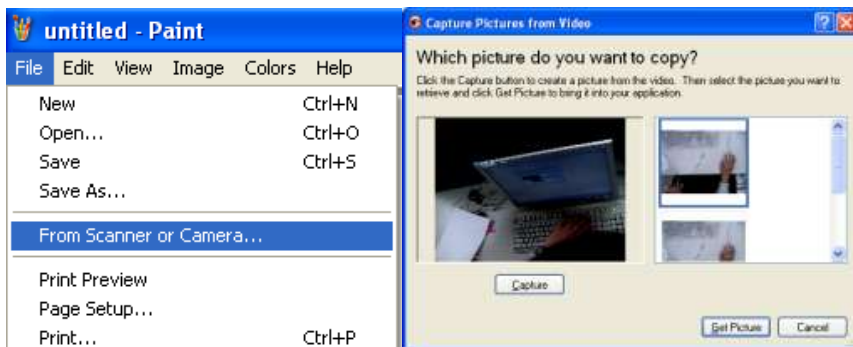 untitled - Paint
File Edit View Image Colors Help
New Ctrl+N
Open... Ctrl+O
Save Ctrl+S
Save As...
From Scanner or Camera...
Print Preview
Page Setup...
Print... Ctrl+P
Capture Pictures from Video
Which picture do you want to copy?
Click the Capture button to create a picture from the video. Then select the picture you want to
retrieve and click Get Picture to bring it into your application.
Capture
Get Picture Cancel